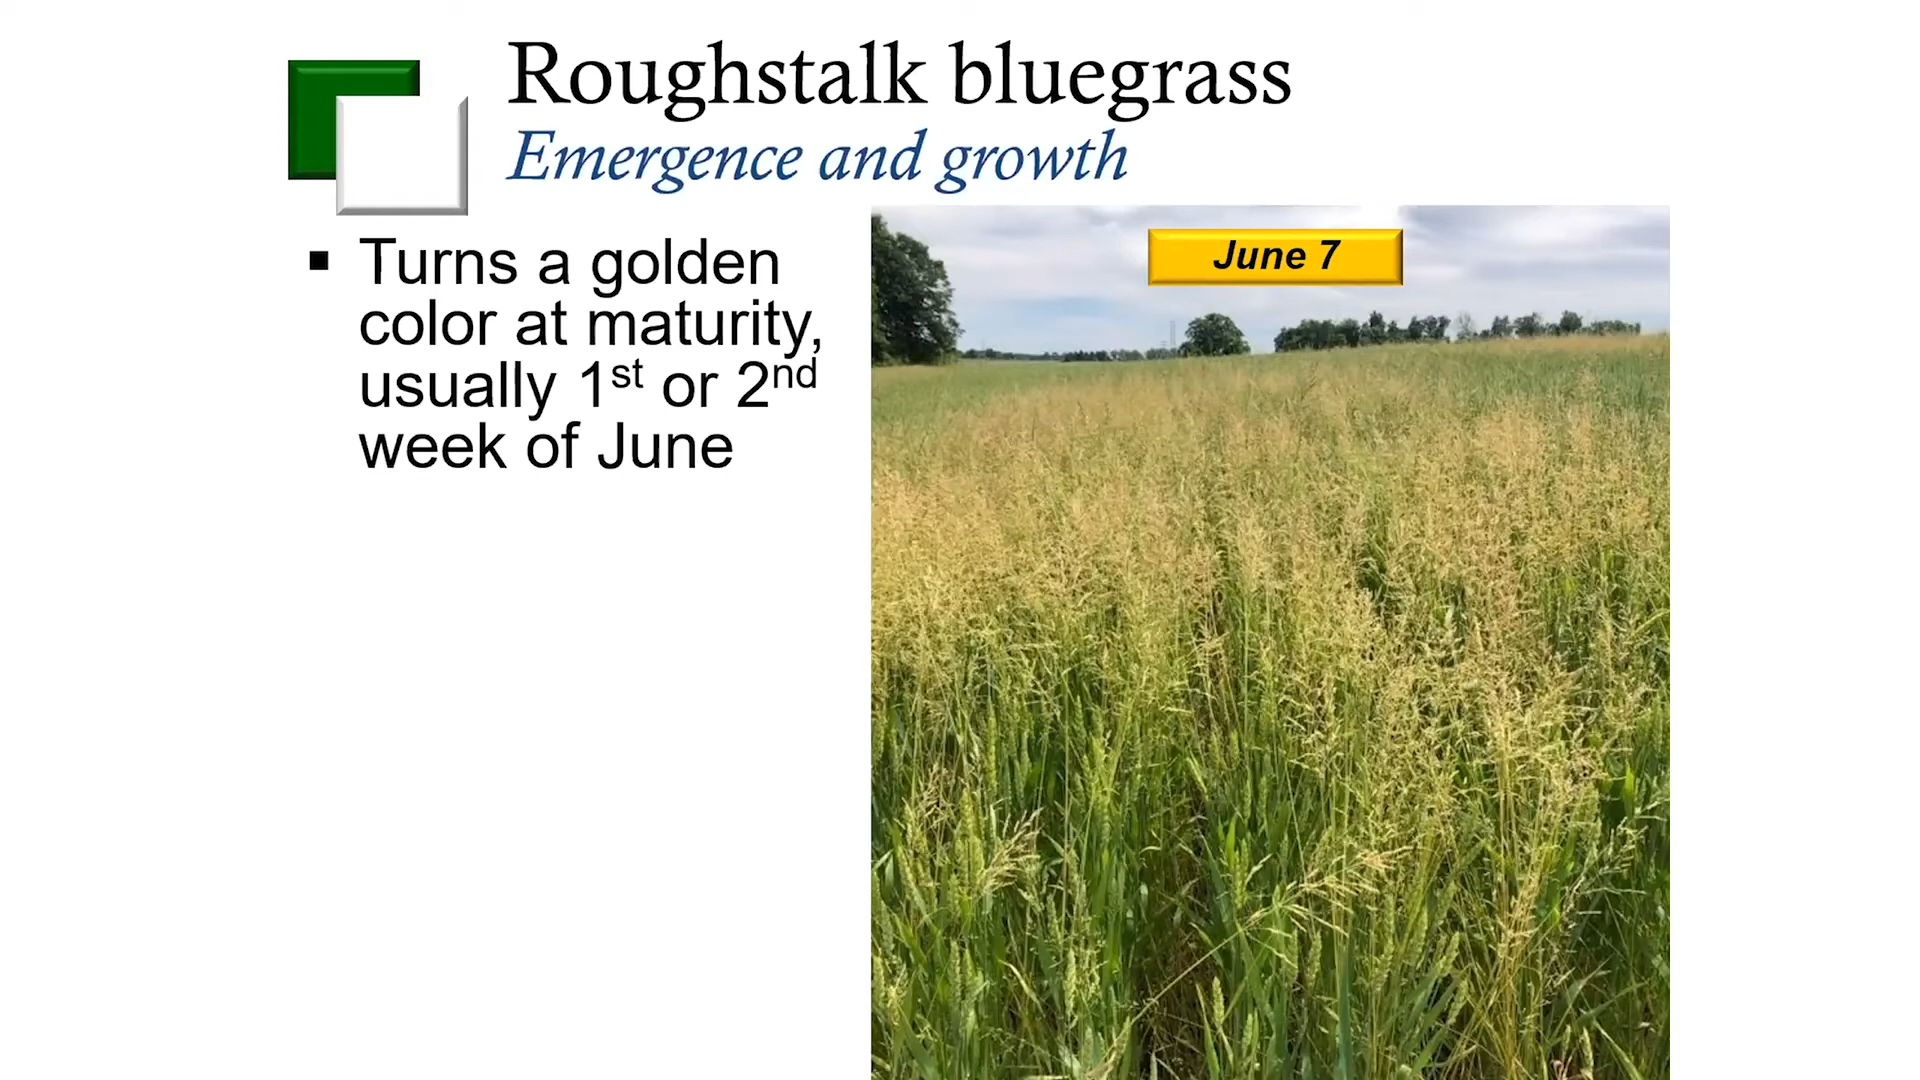 Roughstalk bluegrass
Emergence and growth
June 7
▪ Turns a golden
color at maturity,
usually 1st or 2nd
week of June